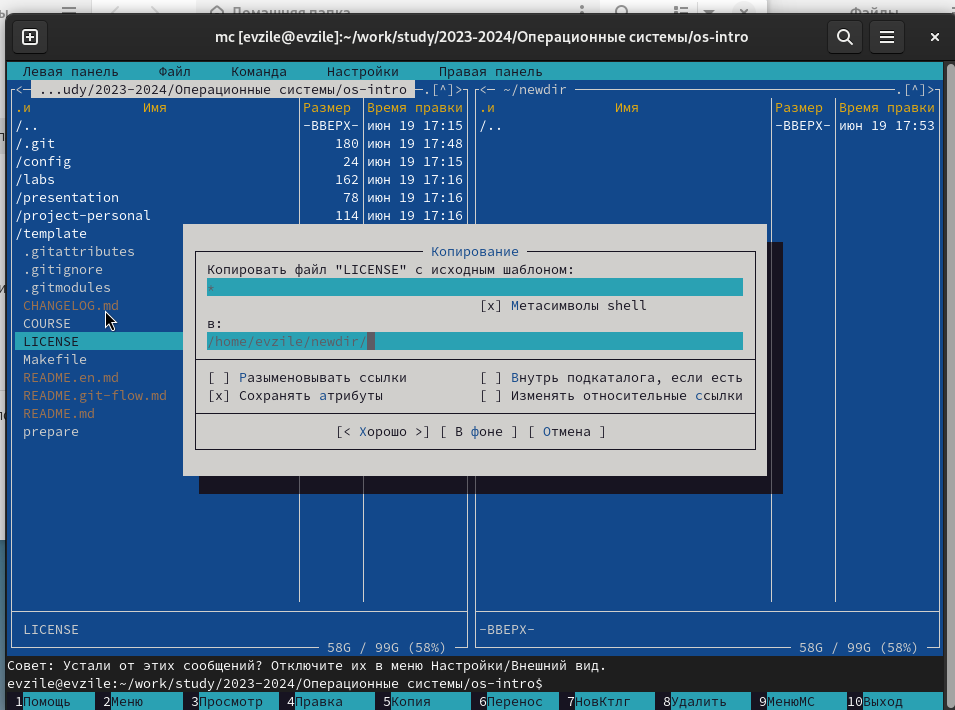 Домашняя папка
Файлы
mc [evzile@evzile]:~/work/study/2023-2024/Операционные системы/os-intro
Левая панель Файл Команда Настройки Правая панель
<─ ...udy/2023-2024/Операционные системы/os-intro ─.[^]>
<─ ~/newdir ─.[^]>
.и Имя Размер Время правки
.и Имя Размер Время правки
/.. -ВВЕРХ- июн 19 17:15
/.. -ВВЕРХ- июн 19 17:53
/.git 180 июн 19 17:48
/config 24 июн 19 17:15
/labs 162 июн 19 17:16
/presentation 78 июн 19 17:16
/project-personal 114 июн 19 17:16
/template
.gitattributes
.gitignore
.gitmodules
CHANGELOG.md
COURSE
LICENSE
Makefile
README.en.md
README.git-flow.md
README.md
prepare
Копирование
Копировать файл "LICENSE" с исходным шаблоном:
*
[x] Метасимволы shell
в:
/home/evzile/newdir/
[ ] Разыменовывать ссылки [ ] Внутрь подкаталога, если есть
[x] Сохранять атрибуты [ ] Изменять относительные ссылки
[< Хорошо >] [ В фоне ] [ Отмена ]
LICENSE
-ВВЕРХ-
58G / 99G (58%)
58G / 99G (58%)
Совет: Устали от этих сообщений? Отключите их в меню Настройки/Внешний вид.
evzile@evzile:~/work/study/2023-2024/Операционные системы/os-intro$
1Помощь 2Меню 3Просмотр 4Правка 5Копия 6Перенос 7НовКтлг 8Удалить 9МенюМС 10Выход